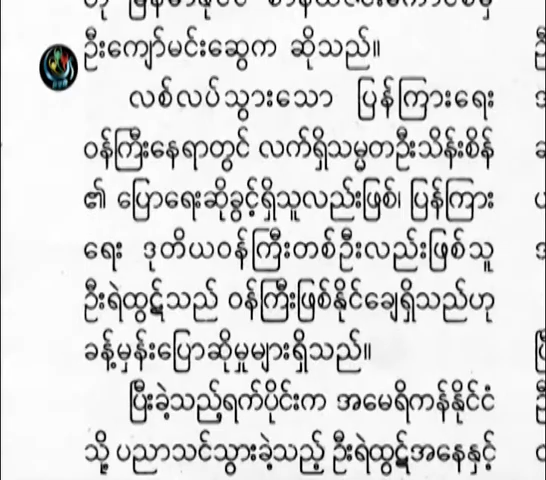 ဦးကျော်မင်းဆွေက ဆိုသည်။
လစ်လပ်သွားသော ပြန်ကြားရေး
ဝန်ကြီးနေရာတွင် လက်ရှိသမ္မတဦးသိန်းစိန်
၏ ပြောရေးဆိုခွင့်ရှိသူလည်းဖြစ်၊ ပြန်ကြား
ရေး ဒုတိယဝန်ကြီးတစ်ဦးလည်းဖြစ်သူ
ဦးရဲထွဋ်သည် ဝန်ကြီးဖြစ်နိုင်ချေရှိသည်ဟု
ခန့်မှန်းပြောဆိုမှုများရှိသည်။
ပြီးခဲ့သည့်ရက်ပိုင်းက အမေရိကန်နိုင်ငံ
သို့ ပညာသင်သွားခဲ့သည့် ဦးရဲထွဋ်အနေနှင့်